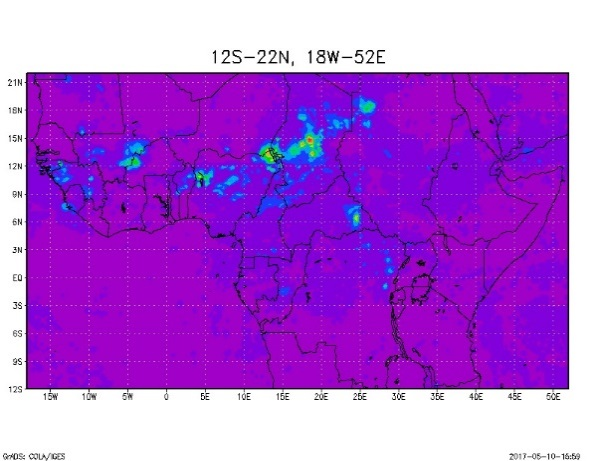 12S-22N, 18W-52E
21N
18N
15N
12N
9N
6N
3N
EQ
3S
6S
9S
12S
15W 10W 5W 0 5E 10E 15E 20E 25E 30E 35E 40E 45E 50E
GrADS: COLA/IGES 2017-05-10-16:59